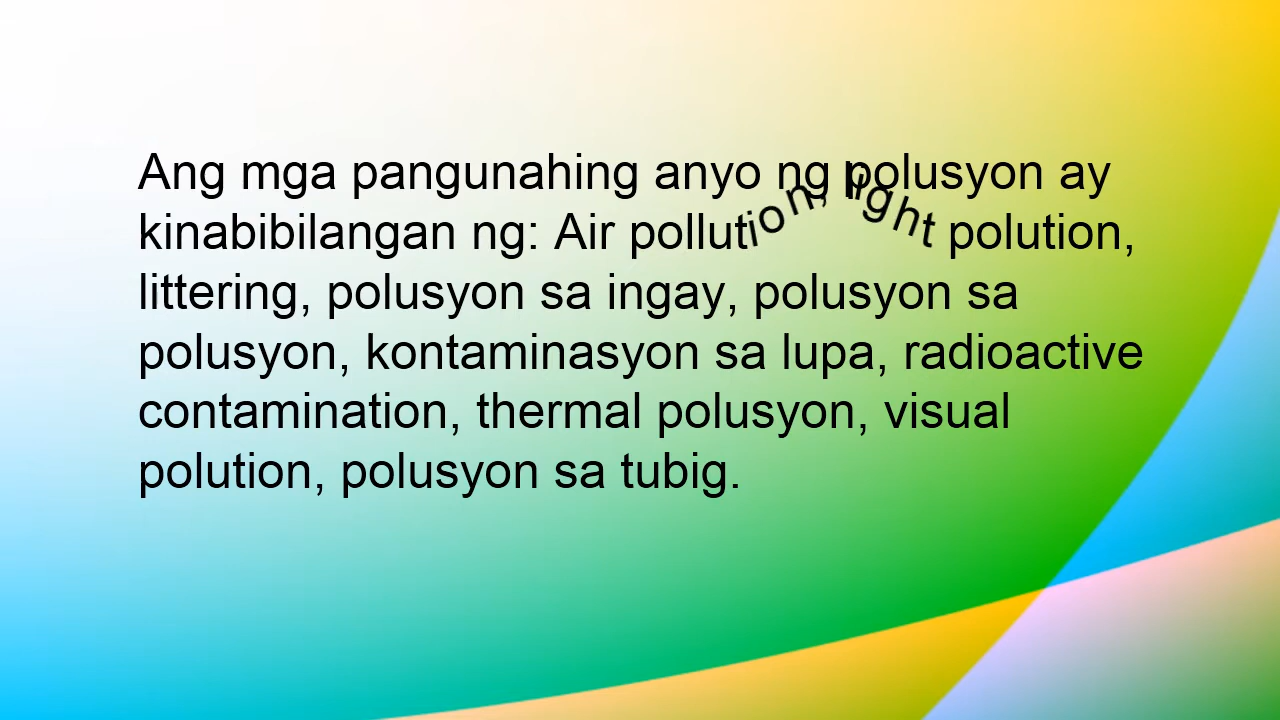 Ang mga pangunahing anyo ng polusyon ay
kinabibilangan ng: Air pollution, light polution,
littering, polusyon sa ingay, polusyon sa
polusyon, kontaminasyon sa lupa, radioactive
contamination, thermal polusyon, visual
polution, polusyon sa tubig.